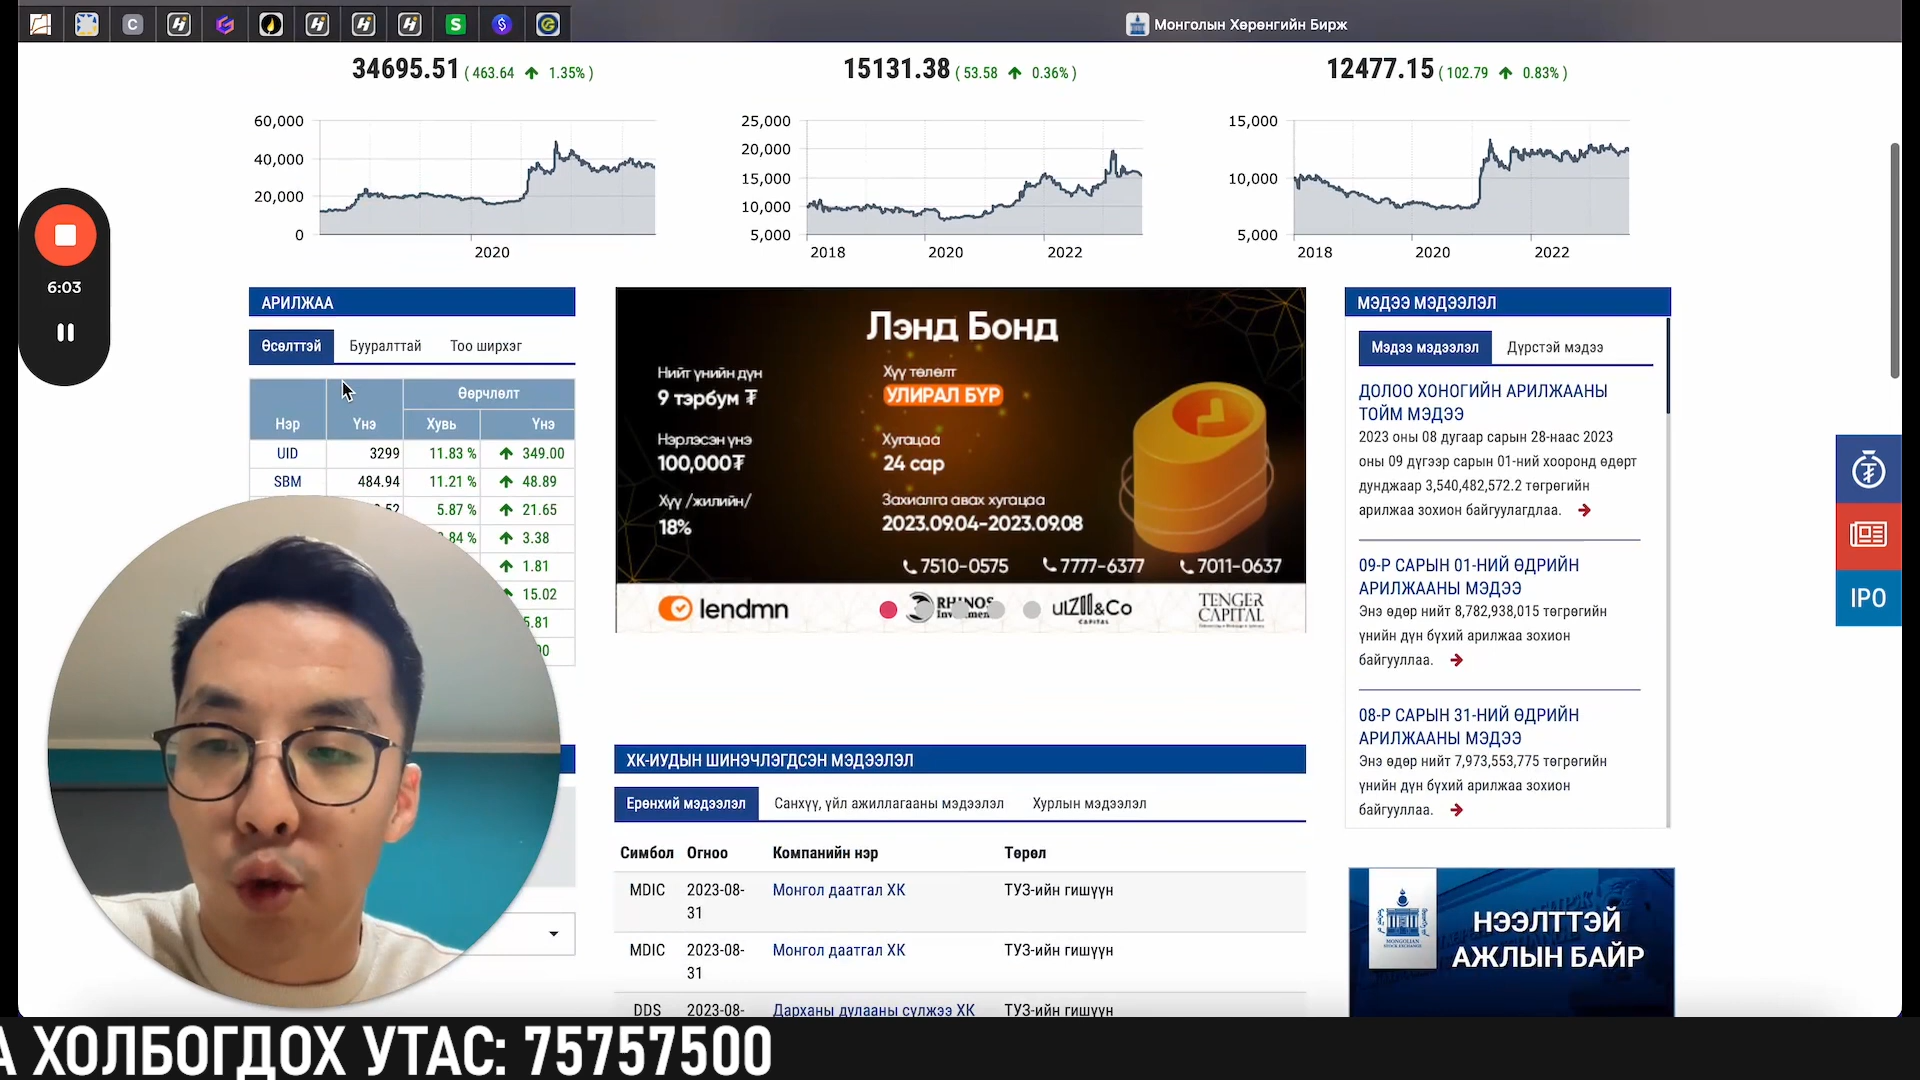 Монголын Хөрөнгийн Бирж
34695.51 ( 463.64 1.35% )
15131.38 ( 53.58 0.36% )
12477.15 ( 102.79 0.83% )
60,000
40,000
20,000
0
2020
25,000
20,000
15,000
10,000
5,000
2018 2020 2022
15,000
10,000
5,000
2018 2020 2022
6:03
АРИЛЖАА
Өсөлттэй Бууралттай Тоо ширхэг
Өөрчлөлт
Нэр Үнэ Хувь Үнэ
UID 3299 11.83 % 349.00
SBM 484.94 11.21 % 48.89
5.87 % 21.65
3.38
1.81
15.02
5.81
Лэнд Бонд
Нийт үнийн дүн
9 тэрбум ₮
Хүү төлөлт
УЛИРАЛ БҮР
Нэрлэсэн үнэ
100,000₮
Хугацаа
24 сар
Хүү /жилийн/
18%
Захиалга авах хугацаа
2023.09.04-2023.09.08
7510-0575 7777-6377 7011-0637
lendmn
RHINOS
ulZII&Co
CAPITAL
TENGER
CAPITAL
МЭДЭЭ МЭДЭЭЛЭЛ
Мэдээ мэдээлэл Дүрстэй мэдээ
ДОЛОО ХОНОГИЙН АРИЛЖААНЫ
ТОЙМ МЭДЭЭ
2023 оны 08 дугаар сарын 28-наас 2023
оны 09 дүгээр сарын 01-ний хооронд өдөрт
дунджаар 3,540,482,572.2 төгрөгийн
арилжаа зохион байгуулагдлаа.
09-Р САРЫН 01-НИЙ ӨДРИЙН
АРИЛЖААНЫ МЭДЭЭ
Энэ өдөр нийт 8,782,938,015 төгрөгийн
үнийн дүн бүхий арилжаа зохион
байгууллаа.
08-Р САРЫН 31-НИЙ ӨДРИЙН
АРИЛЖААНЫ МЭДЭЭ
Энэ өдөр нийт 7,973,553,775 төгрөгийн
үнийн дүн бүхий арилжаа зохион
байгууллаа.
IPO
ХК-ИУДЫН ШИНЭЧЛЭГДСЭН МЭДЭЭЛЭЛ
Ерөнхий мэдээлэл Санхүү, үйл ажиллагааны мэдээлэл Хурлын мэдээлэл
Симбол Огноо Компанийн нэр Төрөл
MDIC 2023-08-31 Монгол даатгал ХК ТУЗ-ийн гишүүн
MDIC 2023-08-31 Монгол даатгал ХК ТУЗ-ийн гишүүн
DDS 2023-08- Дарханы дулааны сүлжээ ХК ТУЗ-ийн гишүүн
MONGOLIAN
STOCK EXCHANGE
НЭЭЛТТЭЙ
АЖЛЫН БАЙР
А ХОЛБОГДОХ УТАС: 75757500